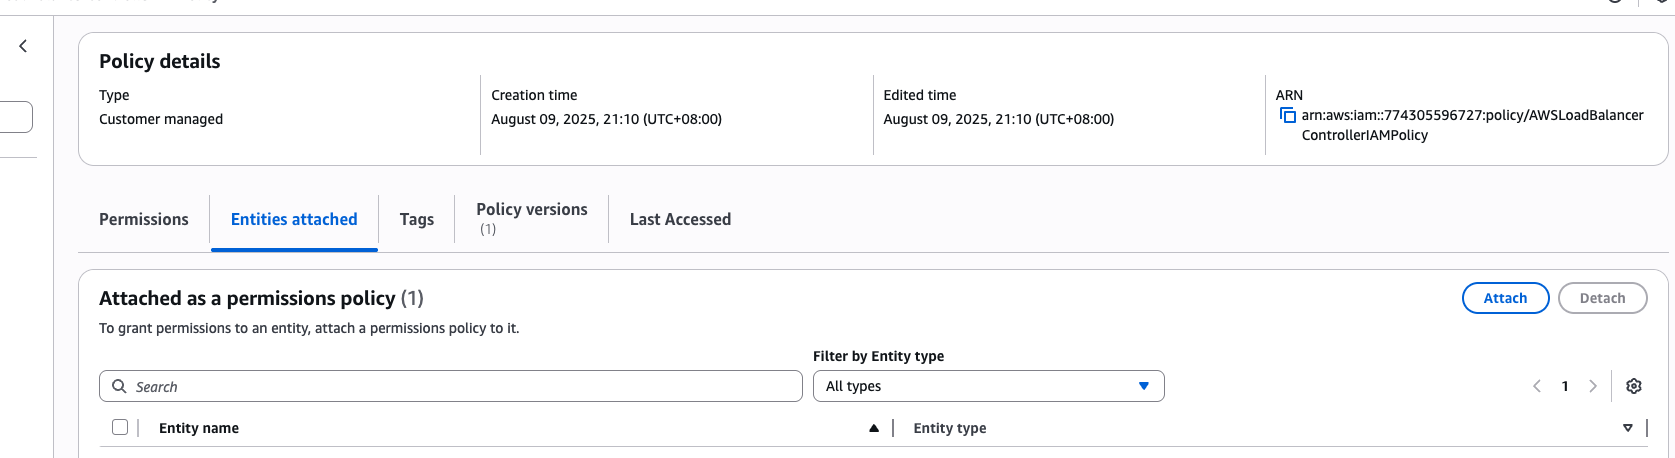 Policy details
Type
Customer managed
Creation time
August 09, 2025, 21:10 (UTC+08:00)
Edited time
August 09, 2025, 21:10 (UTC+08:00)
ARN
arn:aws:iam::774305596727:policy/AWSLoadBalancer
ControllerIAMPolicy
Permissions
Entities attached
Tags
Policy versions
(1)
Last Accessed
Attached as a permissions policy (1)
Attach
Detach
To grant permissions to an entity, attach a permissions policy to it.
Filter by Entity type
Search
All types
1
Entity name
Entity type